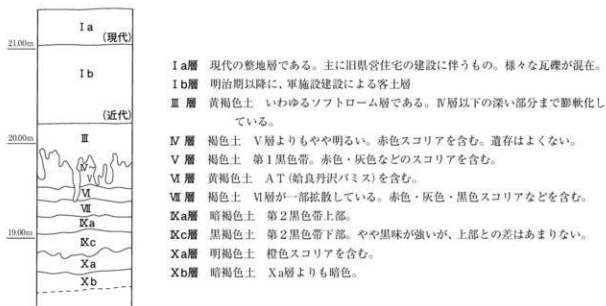 Ⅰa
(現代)
21.00m
Ⅰb
(近代)
20.00m
Ⅲ
Ⅳ
Ⅴ
Ⅵ
Ⅶ
Ⅸa
19.00m
Ⅸc
Ⅹa
Ⅹb
Ⅰa層 現代の整地層である。主に旧県営住宅の建設に伴うもの。様々な瓦礫が混在。
Ⅰb層 明治期以降に、軍施設建設による客土層
Ⅲ 層 黄褐色土 いわゆるソフトローム層である。Ⅳ層以下の深い部分まで膨軟化し
ている。
Ⅳ 層 褐色土 Ⅴ層よりもやや明るい。赤色スコリアを含む。遺存はよくない。
Ⅴ 層 褐色土 第1黒色帯。赤色・灰色などのスコリアを含む。
Ⅵ 層 黄褐色土 AT(姶良丹沢パミス)を含む。
Ⅶ 層 褐色土 Ⅵ層が一部拡散している。赤色・灰色・黒色スコリアなどを含む。
Ⅸa層 暗褐色土 第2黒色帯上部。
Ⅸc層 黒褐色土 第2黒色帯下部。やや黒味が強いが、上部との差はあまりない。
Ⅹa層 明褐色土 橙色スコリアを含む。
Ⅹb層 暗褐色土 Ⅹa層よりも暗色。